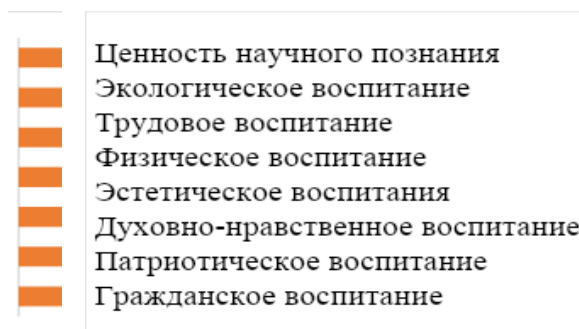 Ценность научного познания
Экологическое воспитание
Трудовое воспитание
Физическое воспитание
Эстетическое воспитания
Духовно-нравственное воспитание
Патриотическое воспитание
Гражданское воспитание